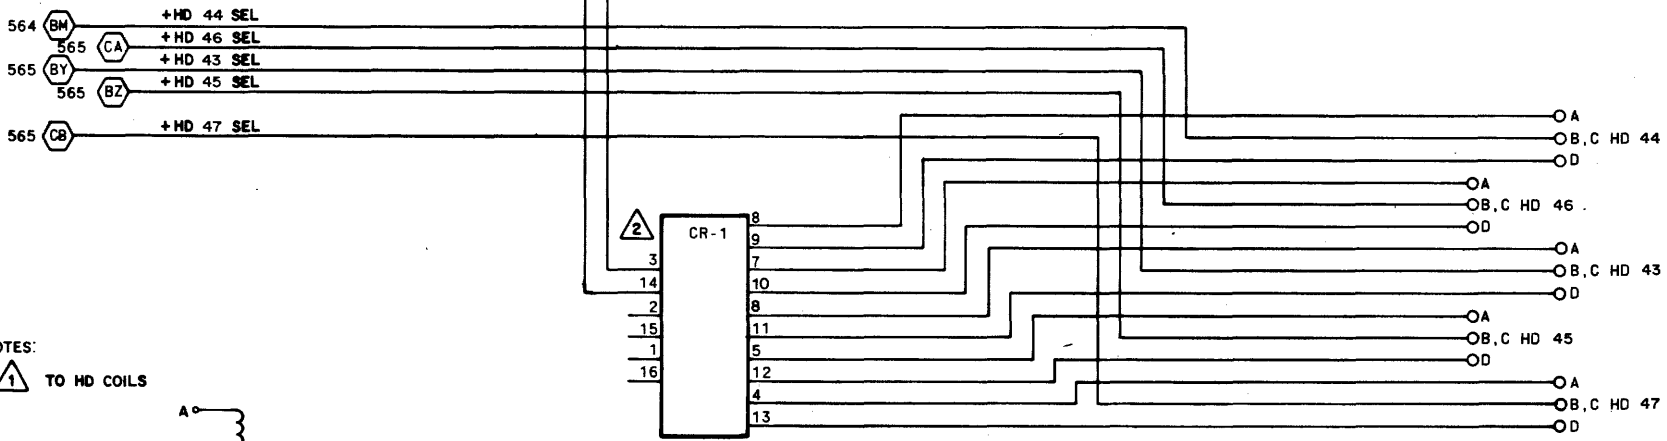 564 BM +HD 44 SEL
565 CA +HD 46 SEL
565 BY +HD 43 SEL
565 BZ +HD 45 SEL
565 CB +HD 47 SEL
A
B,C HD 44
D
A
B,C HD 46
D
A
B,C HD 43
D
A
B,C HD 45
D
A
B,C HD 47
D
2
CR-1
3
14
2
15
1
16
8
9
7
10
8
11
5
12
4
13
OTES:
1 TO HD COILS
A